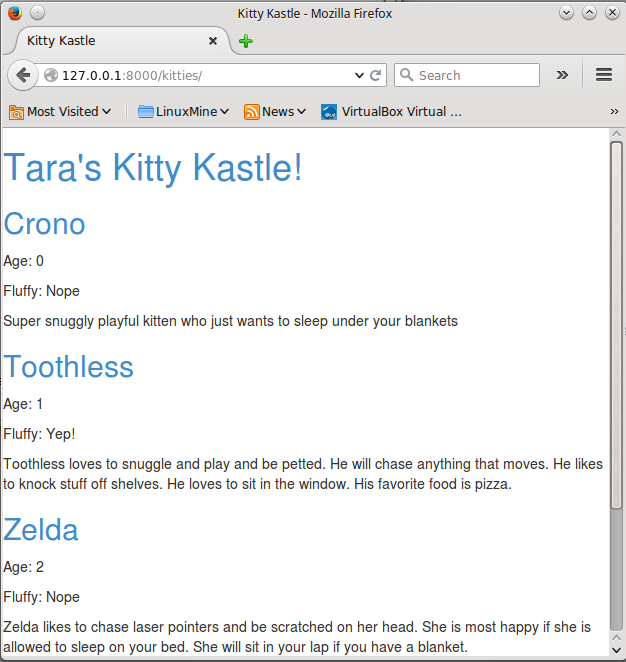 Kitty Kastle - Mozilla Firefox
Kitty Kastle
127.0.0.1:8000/kitties/
Search
Most Visited
LinuxMine
News
VirtualBox Virtual ...
Tara's Kitty Kastle!
Crono
Age: 0
Fluffy: Nope
Super snuggly playful kitten who just wants to sleep under your blankets
Toothless
Age: 1
Fluffy: Yep!
Toothless loves to snuggle and play and be petted. He will chase anything that moves. He likes
to knock stuff off shelves. He loves to sit in the window. His favorite food is pizza.
Zelda
Age: 2
Fluffy: Nope
Zelda likes to chase laser pointers and be scratched on her head. She is most happy if she is
allowed to sleep on your bed. She will sit in your lap if you have a blanket.